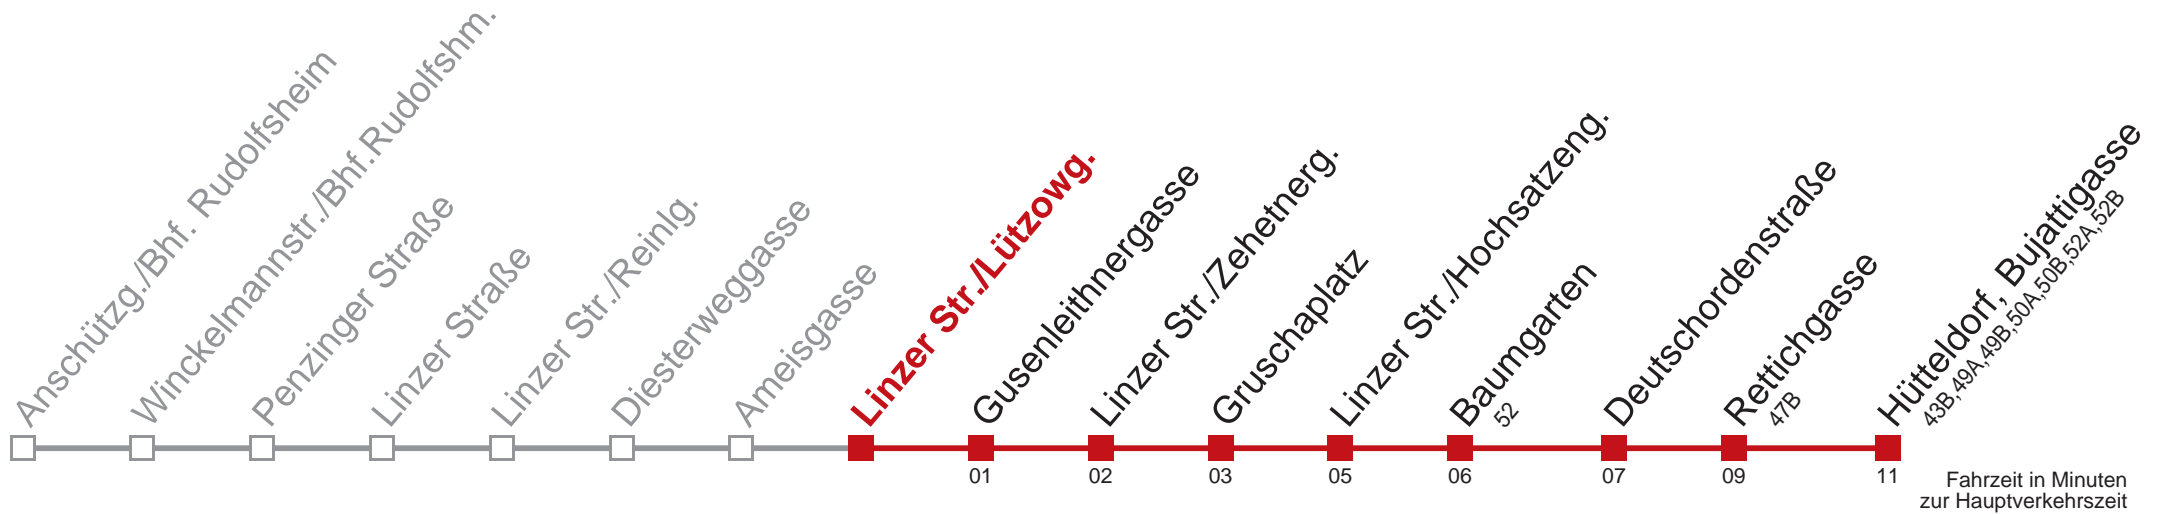 Anschützg./Bhf. Rudolfsheim
Winckelmannstr./Bhf.Rudolfshm.
Penzinger Straße
Linzer Straße
Linzer Str./Reinlg.
Diesterweggasse
Ameisgasse
Linzer Str./Lützowg.
Gusenleithnergasse
Linzer Str./Zehetnerg.
Gruschaplatz
Linzer Str./Hochsatzeng.
Baumgarten
52
Deutschordenstraße
Rettichgasse
47B
Hütteldorf, Bujattigasse
43B,49A,49B,50A,50B,52A,52B
01
02
03
05
06
07
09
11
Fahrzeit in Minuten
zur Hauptverkehrszeit